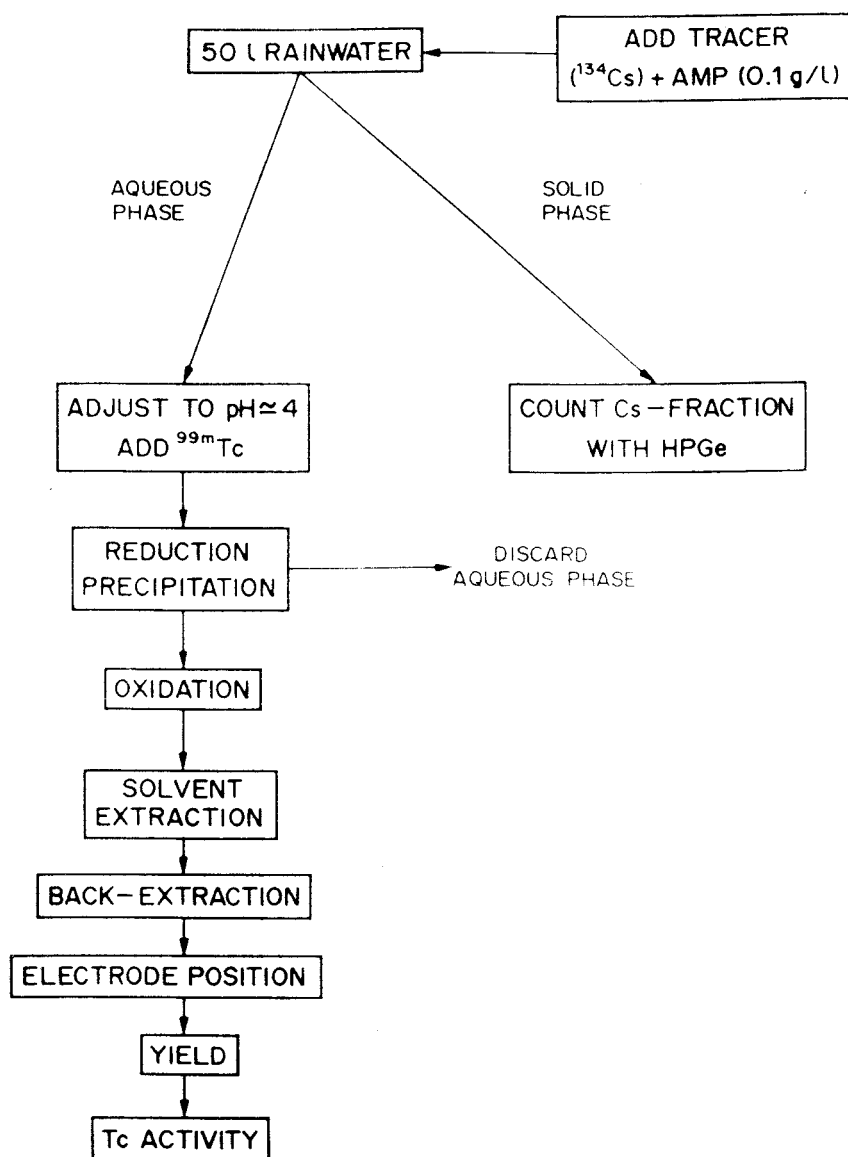 50 l RAINWATER
ADD TRACER
(¹³⁴Cs) + AMP (0.1 g/l)
AQUEOUS
PHASE
SOLID
PHASE
ADJUST TO pH≃4
ADD ⁹⁹ᵐTc
COUNT Cs-FRACTION
WITH HPGe
REDUCTION
PRECIPITATION
DISCARD
AQUEOUS PHASE
OXIDATION
SOLVENT
EXTRACTION
BACK-EXTRACTION
ELECTRODE POSITION
YIELD
Tc ACTIVITY